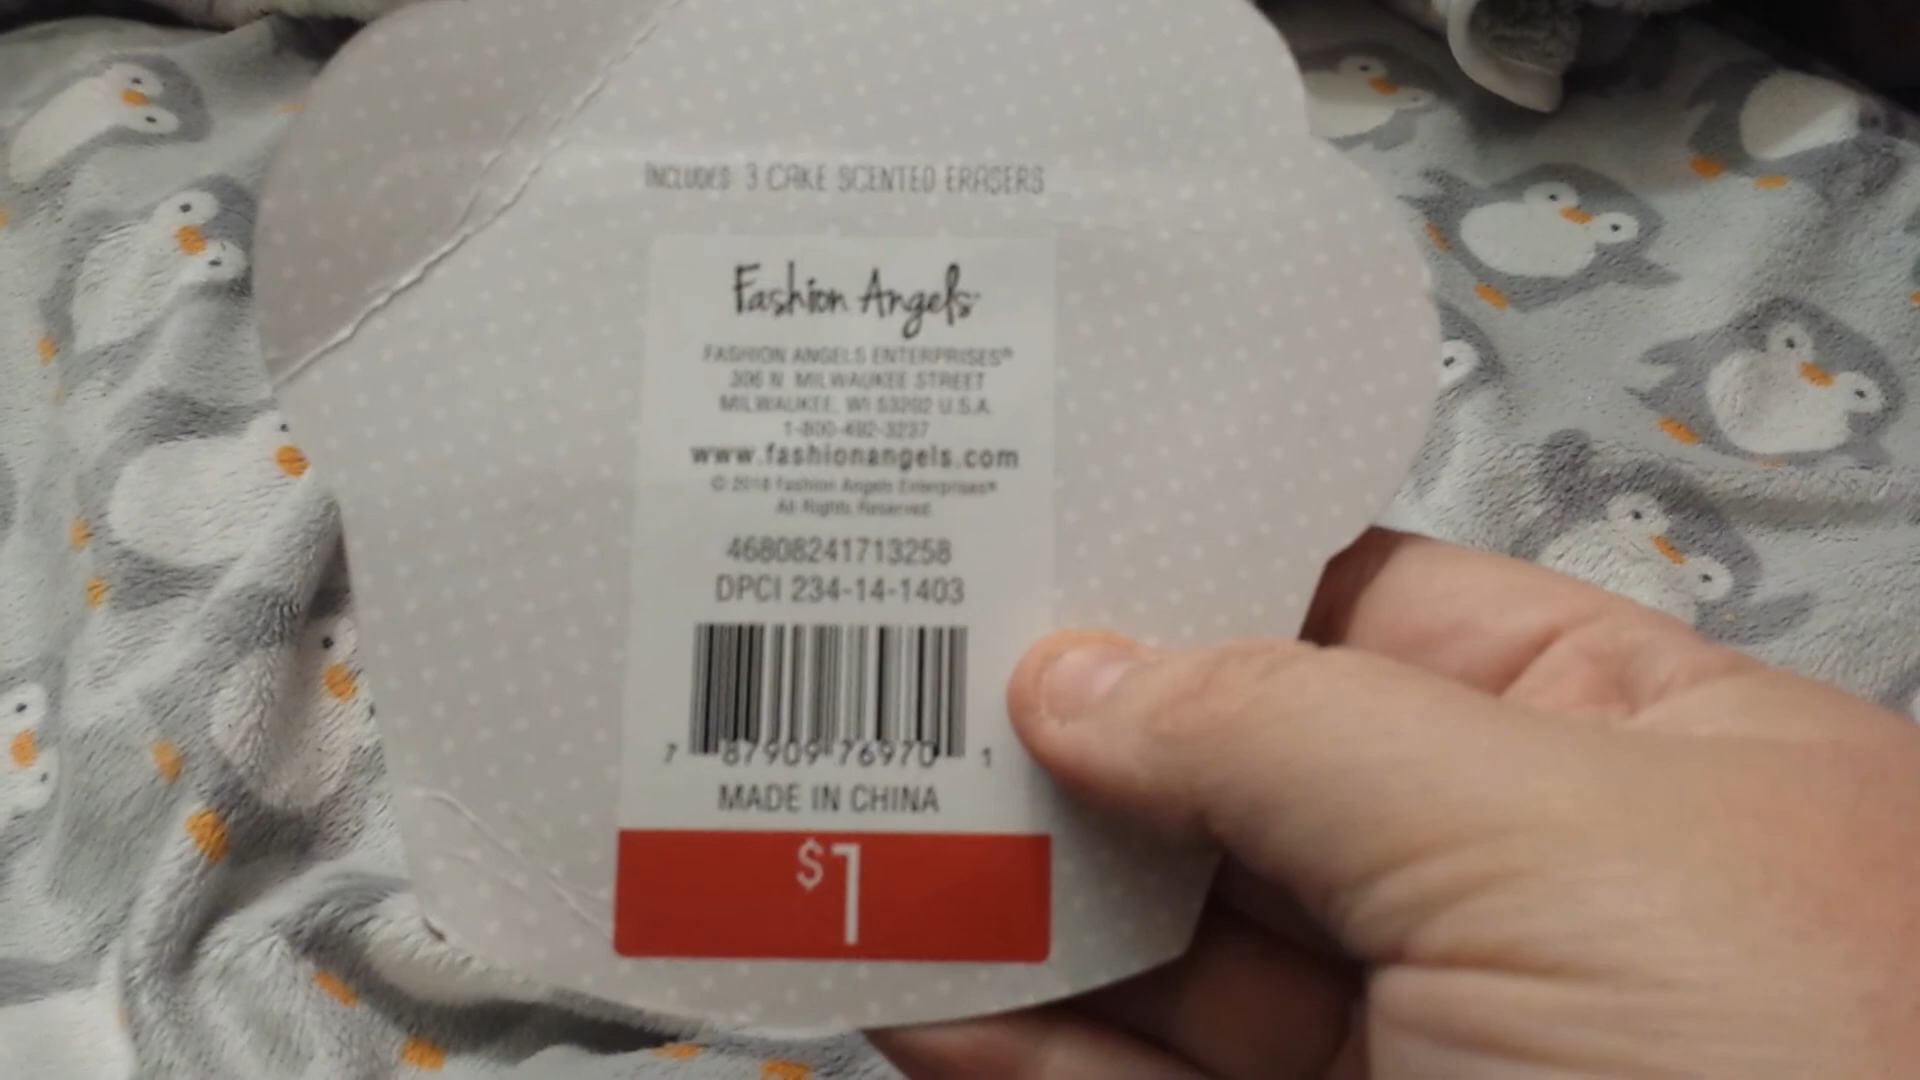 INCLUDES 3 CAKE SCENTED ERASERS
Fashion Angels
FASHION ANGELS ENTERPRISES®
306 N MILWAUKEE STREET
MILWAUKEE, WI 53202 U.S.A.
1-800-492-3237
www.fashionangels.com
© 2018 Fashion Angels Enterprises®
All Rights Reserved.
46808241713258
DPCI 234-14-1403
7 87909 76970 1
MADE IN CHINA
$1